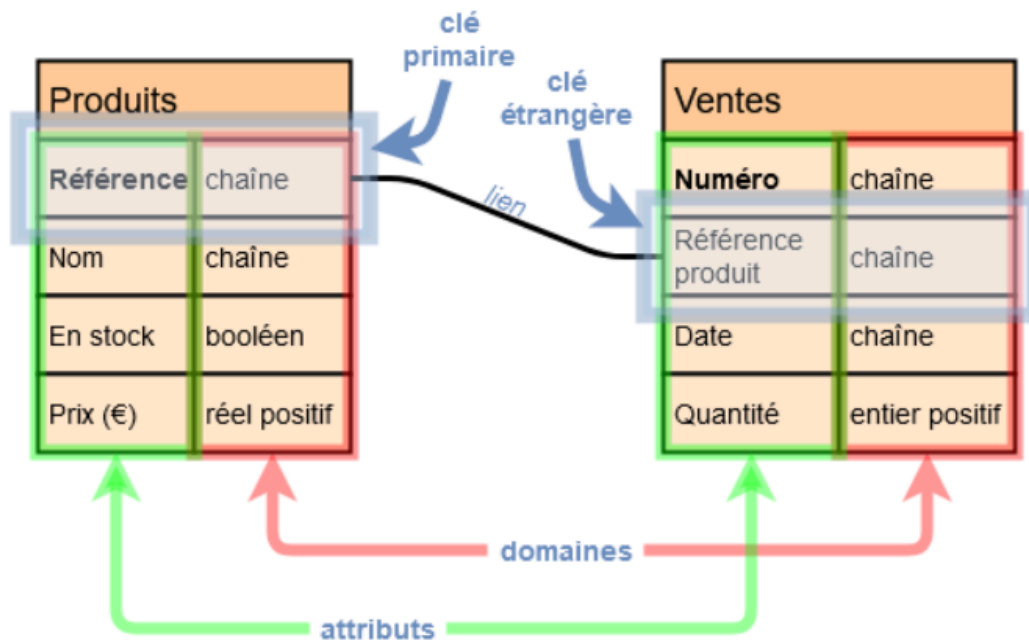 clé
primaire
clé
étrangère
Produits
Référence chaîne
Nom chaîne
En stock booléen
Prix (€) réel positif
lien
Ventes
Numéro chaîne
Référence
produit chaîne
Date chaîne
Quantité entier positif
domaines
attributs